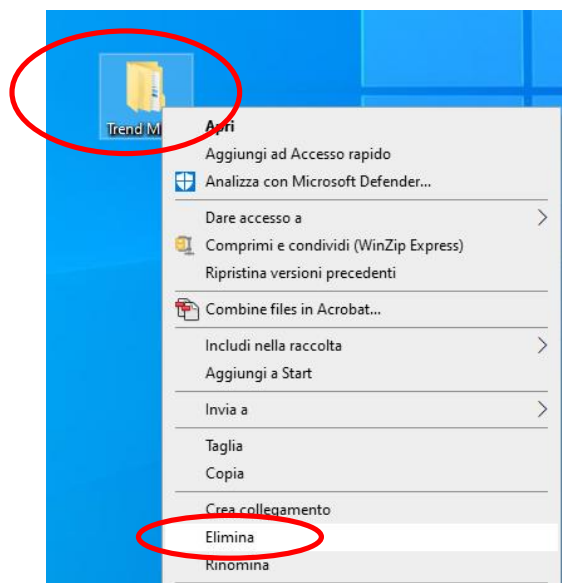 Trend M
Apri
Aggiungi ad Accesso rapido
Analizza con Microsoft Defender...
Dare accesso a
Comprimi e condividi (WinZip Express)
Ripristina versioni precedenti
Combine files in Acrobat...
Includi nella raccolta
Aggiungi a Start
Invia a
Taglia
Copia
Crea collegamento
Elimina
Rinomina